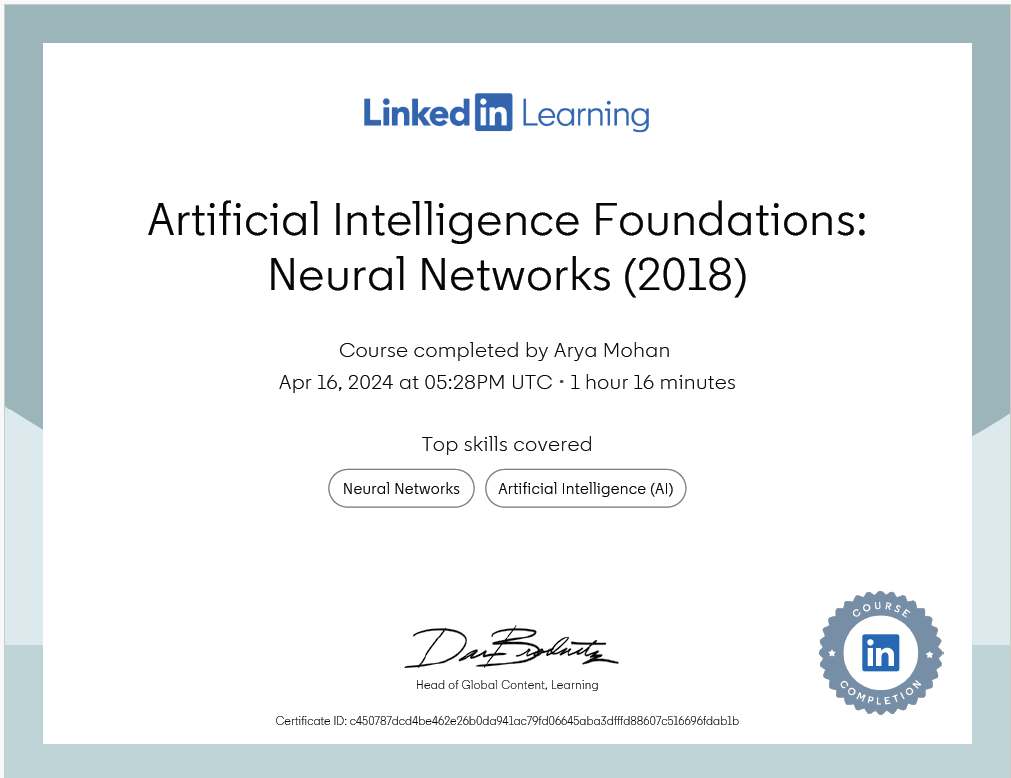 Linkedin Learning
Artificial Intelligence Foundations:
Neural Networks (2018)
Course completed by Arya Mohan
Apr 16, 2024 at 05:28PM UTC • 1 hour 16 minutes
Top skills covered
Neural Networks
Artificial Intelligence (AI)
Dan Brodnitz
Head of Global Content, Learning
COURSE
in
COMPLETION
Certificate ID: c450787dcd4be462e26b0da941ac79fd06645aba3dfffd88607c516696fdab1b